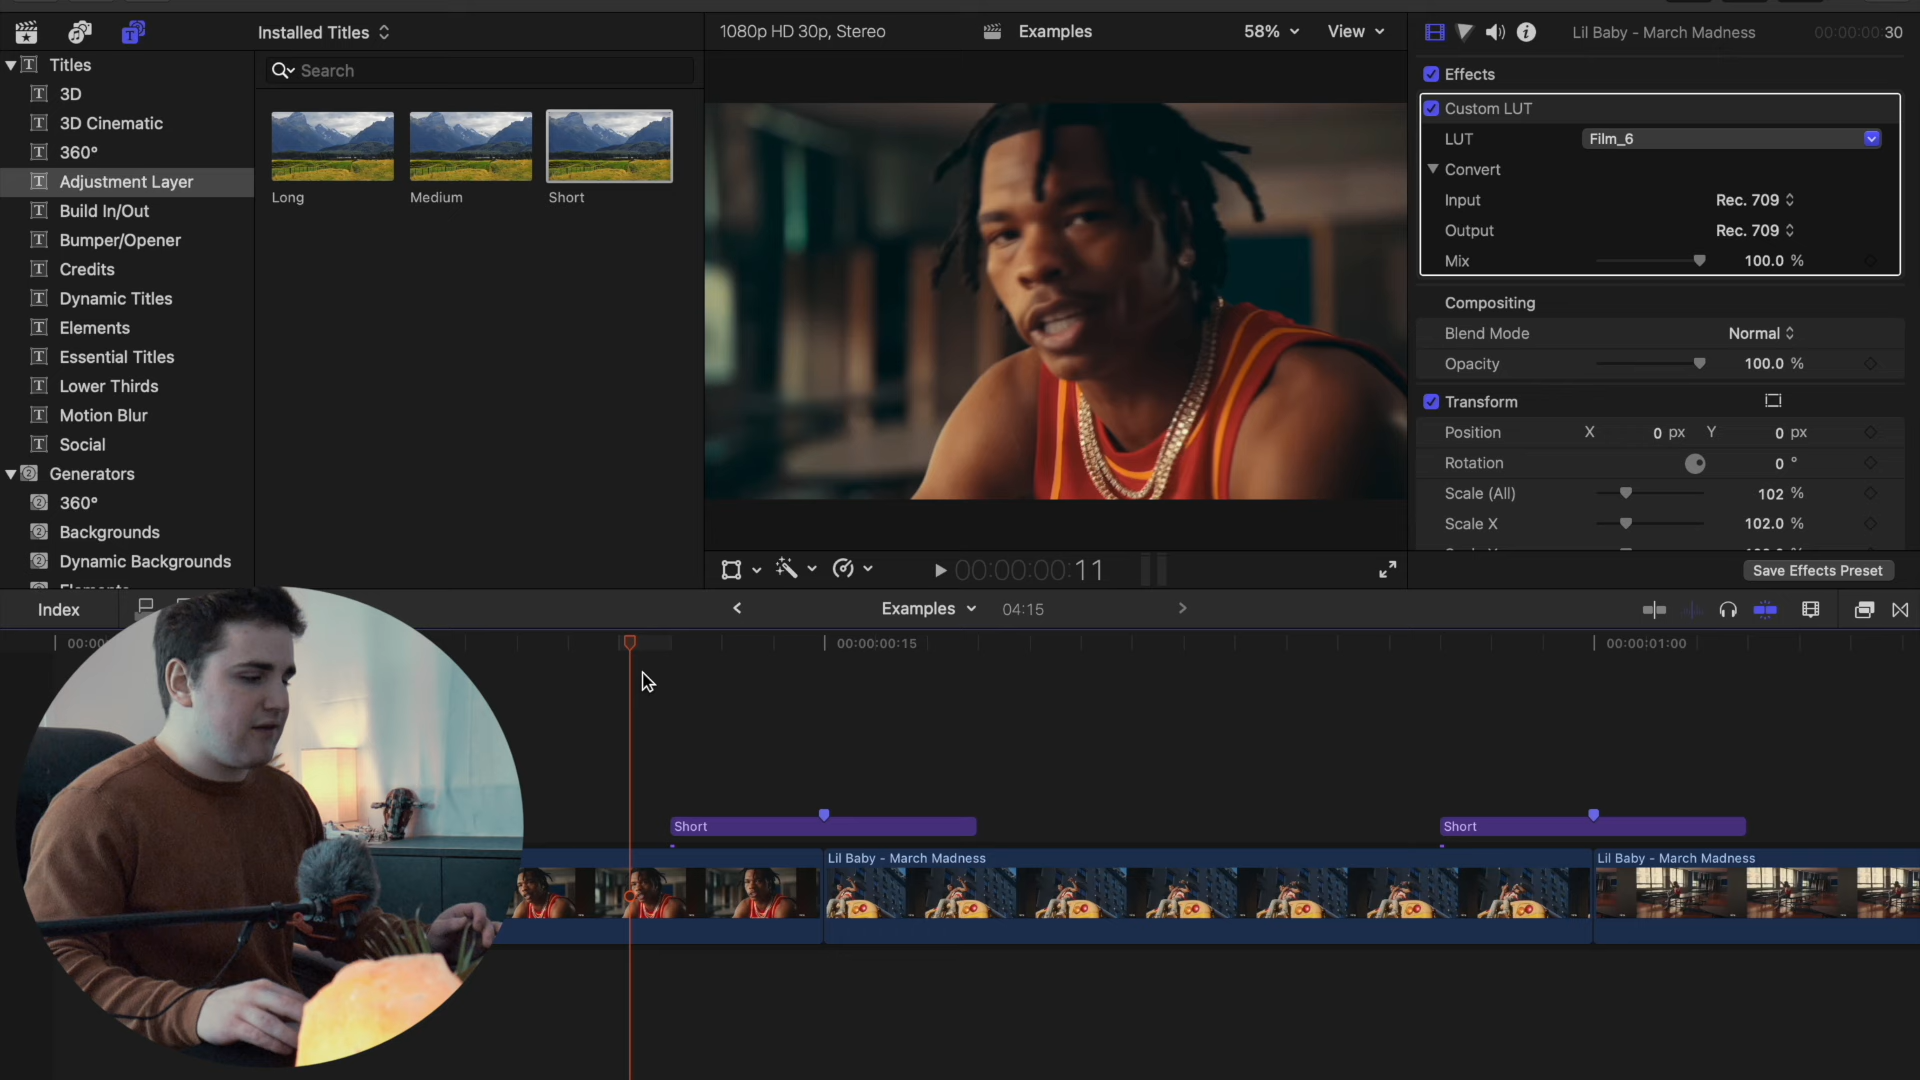 Installed Titles
1080p HD 30p, Stereo
Examples
58%
View
Lil Baby - March Madness
00:00:00:30
Titles
3D
3D Cinematic
360°
Adjustment Layer
Build In/Out
Bumper/Opener
Credits
Dynamic Titles
Elements
Essential Titles
Lower Thirds
Motion Blur
Social
Generators
360°
Backgrounds
Dynamic Backgrounds
Search
Long
Medium
Short
Effects
Custom LUT
LUT Film_6
Convert
Input Rec. 709
Output Rec. 709
Mix 100.0 %
Compositing
Blend Mode Normal
Opacity 100.0 %
Transform
Position X 0 px Y 0 px
Rotation 0 °
Scale (All) 102 %
Scale X 102.0 %
Save Effects Preset
00:00:00:11
Index
Examples
04:15
00:00:00:15
00:00:01:00
Short
Short
Lil Baby - March Madness
Lil Baby - March Madness